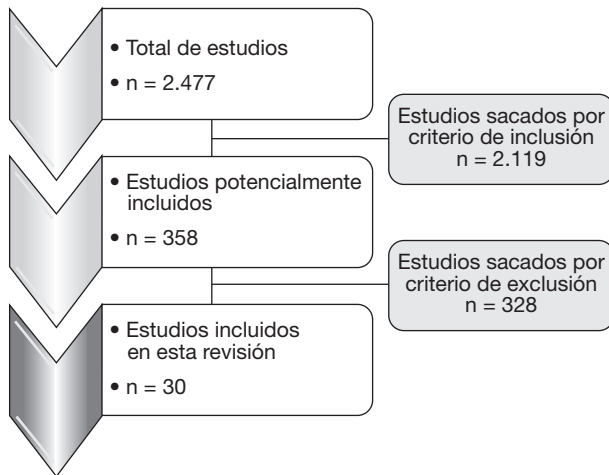 • Total de estudios
• n = 2.477
Estudios sacados por
criterio de inclusión
n = 2.119
• Estudios potencialmente
incluidos
• n = 358
Estudios sacados por
criterio de exclusión
n = 328
• Estudios incluidos
en esta revisión
• n = 30